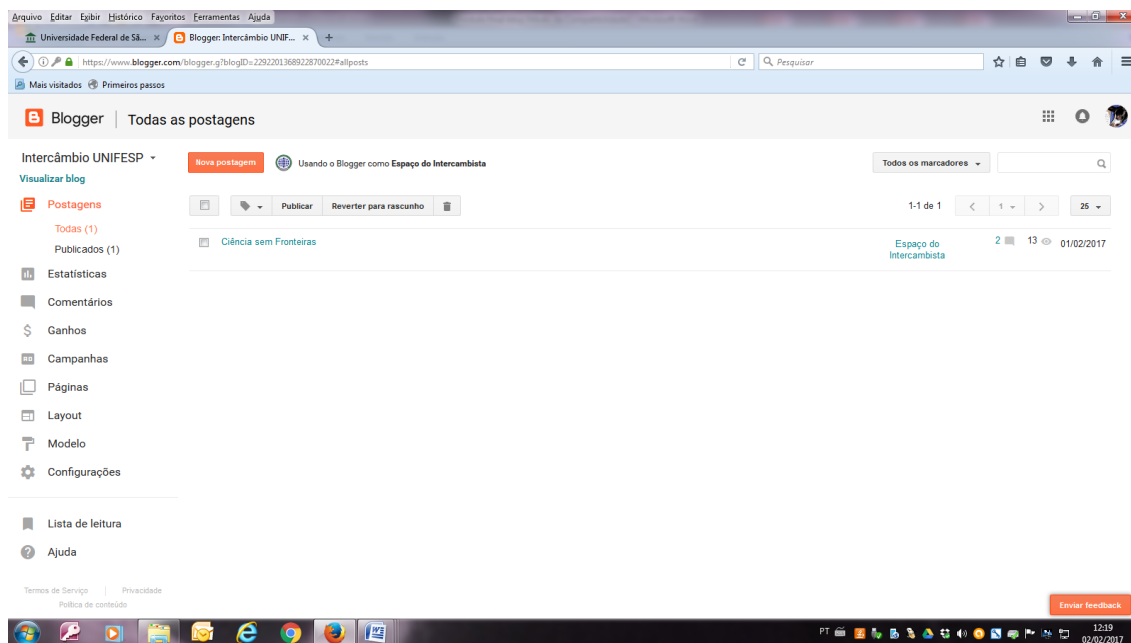 Arquivo Editar Exibir Histórico Favoritos Ferramentas Ajuda
Universidade Federal de Sã... × Blogger: Intercâmbio UNIF... × +
https://www.blogger.com/blogger.g?blogID=2292201368922870022#allposts Pesquisar
Mais visitados Primeiros passos
Blogger Todas as postagens
Intercâmbio UNIFESP Nova postagem Usando o Blogger como Espaço do Intercambista Todos os marcadores
Visualizar blog
Postagens Publicar Reverter para rascunho 1-1 de 1 1 25
Todas (1)
Publicados (1)
Ciência sem Fronteiras Espaço do 2 13 01/02/2017
Intercambista
Estatísticas
Comentários
Ganhos
Campanhas
Páginas
Layout
Modelo
Configurações
Lista de leitura
Ajuda
Termos de Serviço Privacidade
Política de conteúdo
Enviar feedback
PT 12:19
02/02/2017